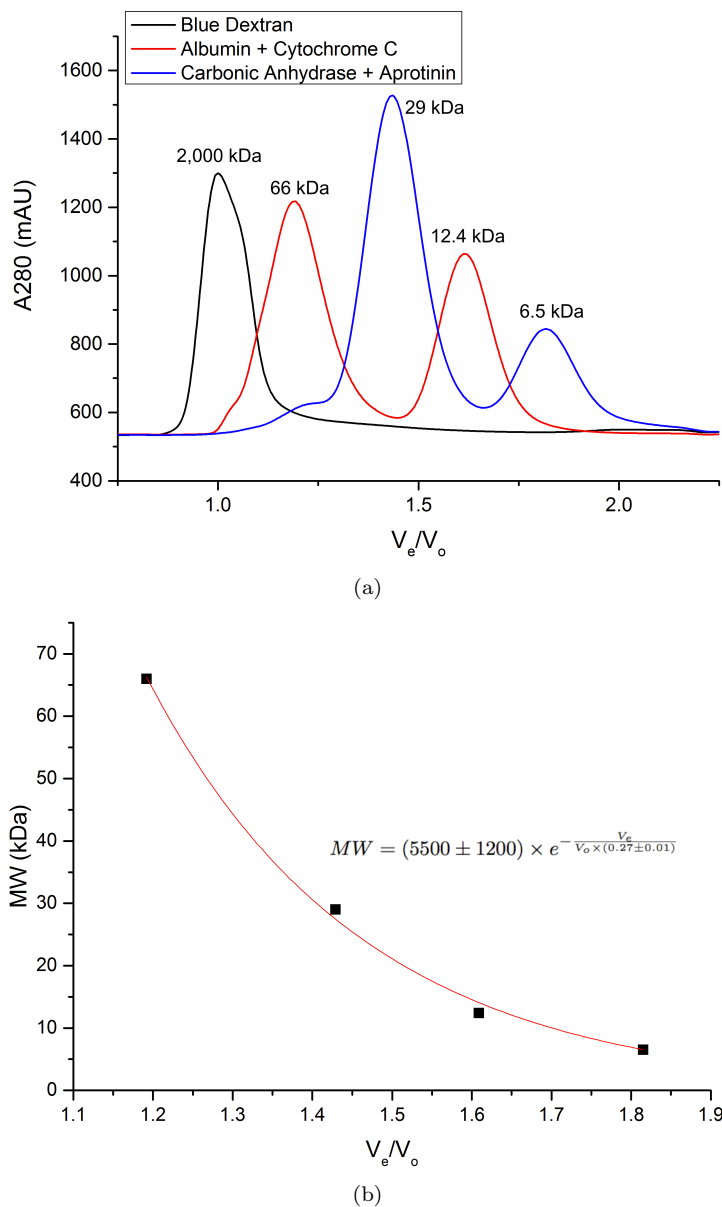 Blue Dextran
Albumin + Cytochrome C
Carbonic Anhydrase + Aprotinin
1600
1400
1200
1000
800
600
400
A280 (mAU)
2,000 kDa
66 kDa
29 kDa
12.4 kDa
6.5 kDa
1.0 1.5 2.0
Ve/Vo
(a)
70
60
50
40
30
20
10
0
MW (kDa)
MW = (5500 ± 1200) × e^−Ve/Vo×(0.27±0.01)
1.1 1.2 1.3 1.4 1.5 1.6 1.7 1.8 1.9
Ve/Vo
(b)